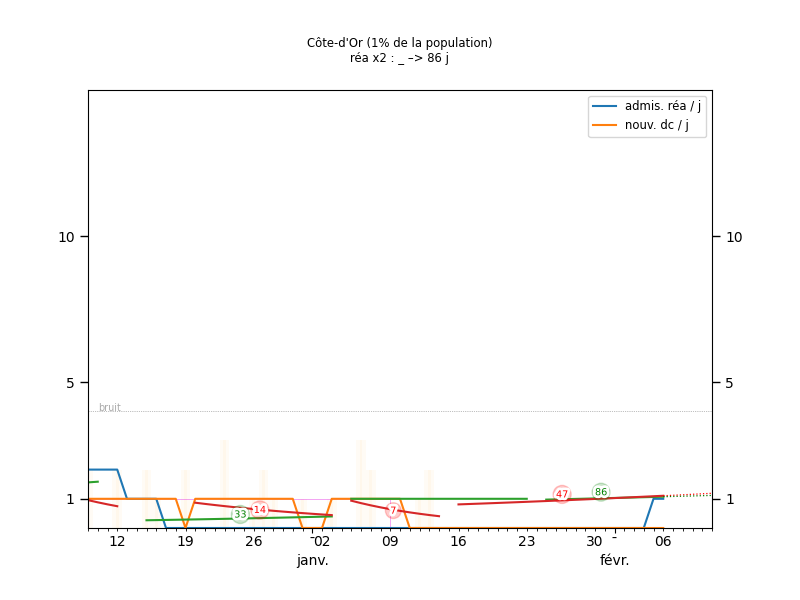 Côte-d'Or (1% de la population)
réa x2 : _ –> 86 j
admis. réa / j
nouv. dc / j
10 10
5 5
bruit
1 1
33 14 7 47 86
12 19 26 02 09 16 23 30 06
janv. févr.